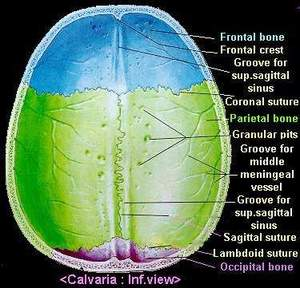 Frontal bone
Frontal crest
Groove for
sup.sagittal
sinus
Coronal suture
Parietal bone
Granular pits
Groove for
middle
meningeal
vessel
Groove for
sup.sagittal
sinus
Sagittal suture
Lambdoid suture
Occipital bone
<Calvaria : Inf.view>